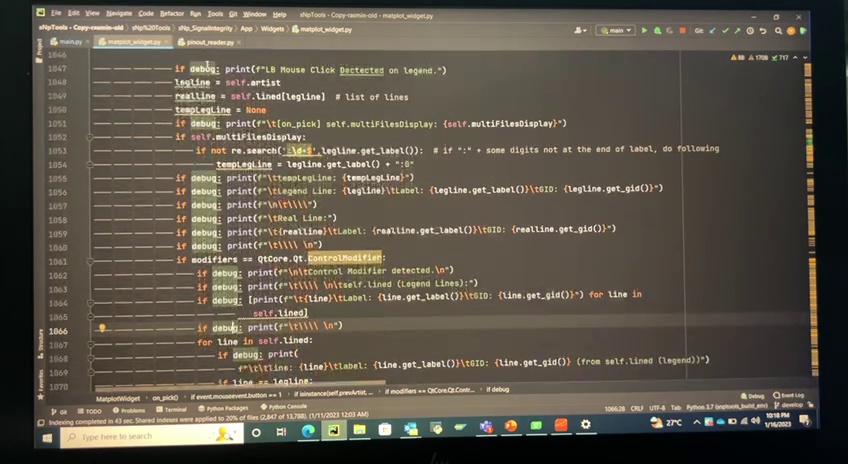 File Edit View Navigate Code Refactor Run Tools Git Window Help
sNpTools - Copy-rasmin-old - matplot_widget.py
sNpTools - Copy-rasmin-old
sNp%20Tools
sNp_SignalIntegrity
App
Widgets
matplot_widget.py
main
Git:
main.py
matplot_widget.py
pinout_reader.py
Project
1046
1047 if debug: print(f"LB Mouse Click Dectected on legend.")
1048 legline = self.artist
1049 realline = self.lined[legline] # list of lines
1050 tempLegLine = None
1051 if debug: print(f"\t[on_pick] self.multiFilesDisplay: {self.multiFilesDisplay}")
1052 if self.multiFilesDisplay:
1053 if not re.search(':\d+$',legline.get_label()): # if ":" + some digits not at the end of label, do following
1054 tempLegLine = legline.get_label() + ":0"
1055 if debug: print(f"\ttempLegLine: {tempLegLine}")
1056 if debug: print(f"\tLegend Line: {legline}\tLabel: {legline.get_label()}\tGID: {legline.get_gid()}")
1057 if debug: print(f"\n\t\\\\")
1058 if debug: print(f"\tReal Line:")
1059 if debug: print(f"\t{realline}\tLabel: {realline.get_label()}\tGID: {realline.get_gid()}")
1060 if debug: print(f"\t\\\\ \n")
1061 if modifiers == QtCore.Qt.ControlModifier:
1062 if debug: print(f"\n\tControl Modifier detected.\n")
1063 if debug: print(f"\t\\\\ \n\tself.lined (Legend Lines):")
1064 if debug: [print(f"\t{line}\tLabel: {line.get_label()}\tGID: {line.get_gid()}") for line in
1065 self.lined]
1066 if debug: print(f"\t\\\\ \n")
1067 for line in self.lined:
1068 if debug: print(
1069 f"\t\tline: {line}\tlabel: {line.get_label()}\tGID: {line.get_gid()} (from self.lined (legend))")
1070 if line == legline:
Structure
Favorites
MatplotWidget
on_pick()
if event.mouseevent.button == 1
if isinstance(self.prevArtist, ...
if modifiers == QtCore.Qt.Contr...
if debug
Git
TODO
Problems
Terminal
Python Packages
Python Console
Debug
Event Log
Indexing completed in 43 sec. Shared indexes were applied to 20% of files (2,847 of 13,788). (1/11/2023 12:03 AM)
1066:28 CRLF UTF-8 Tab Python 3.7 (snptools_build_env) develop
Type here to search
27°C
10:18 PM
1/16/2023